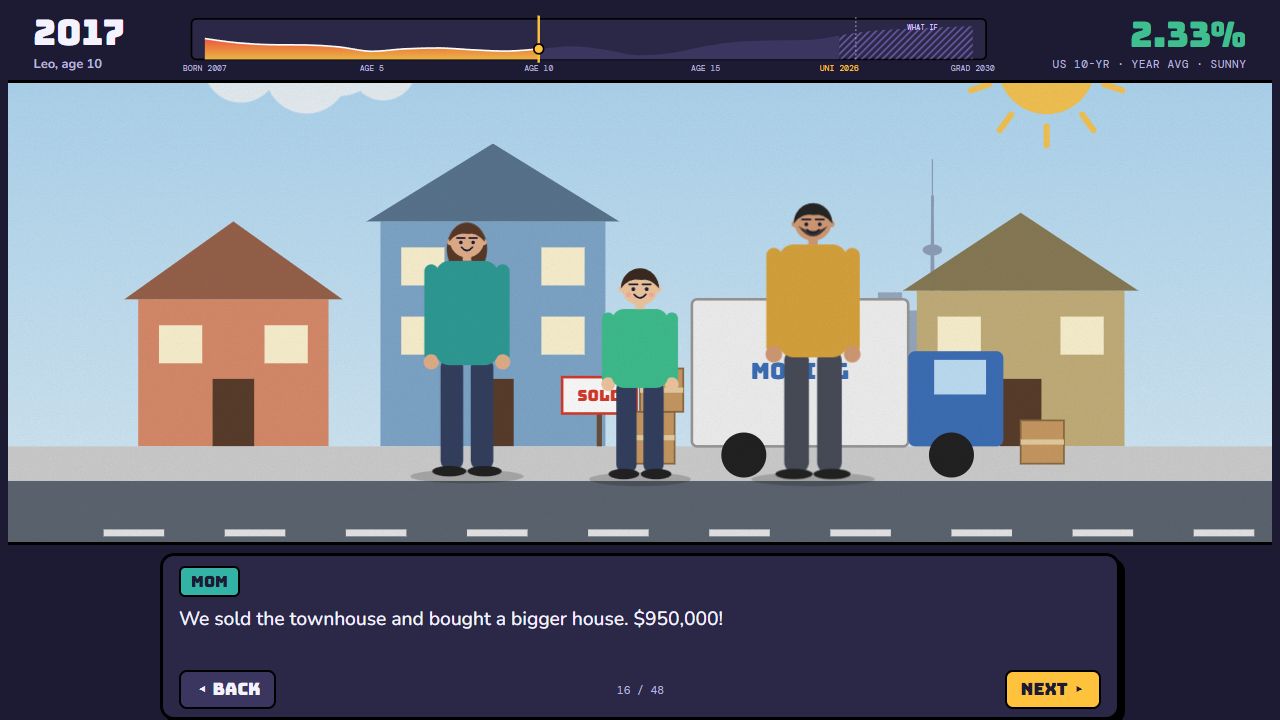 2017
Leo, age 10
WHAT IF
BORN 2007
AGE 5
AGE 10
AGE 15
UNI 2026
GRAD 2030
2.33%
US 10-YR · YEAR AVG · SUNNY
MOM
We sold the townhouse and bought a bigger house. $950,000!
◂ BACK
16 / 48
NEXT ▸